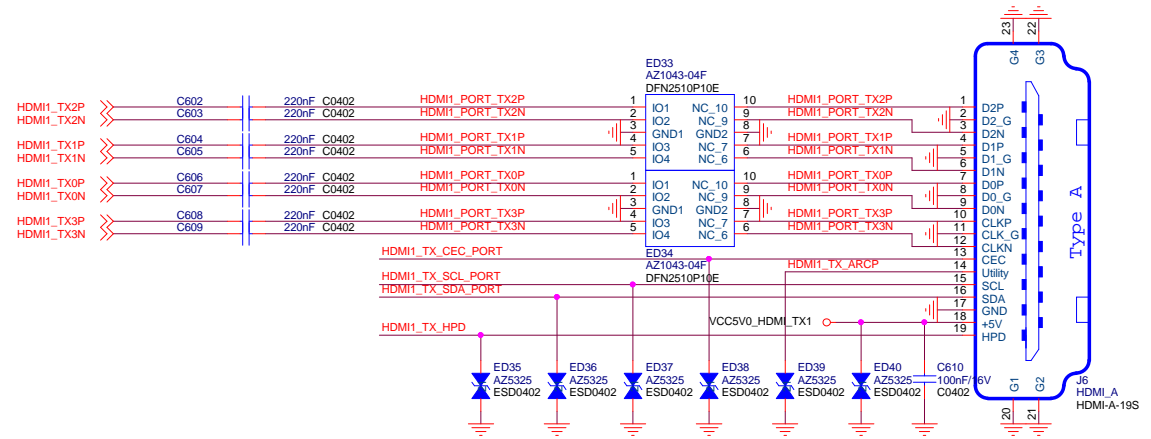 23
22
G4
G3
ED33
AZ1043-04F
DFN2510P10E
HDMI1_TX2P
C602
220nF C0402
HDMI1_PORT_TX2P
1
IO1
NC_10
10
HDMI1_PORT_TX2P
1
D2P
HDMI1_TX2N
C603
220nF C0402
HDMI1_PORT_TX2N
2
IO2
NC_9
9
HDMI1_PORT_TX2N
2
D2_G
3
GND1
GND2
8
3
D2N
HDMI1_TX1P
C604
220nF C0402
HDMI1_PORT_TX1P
4
IO3
NC_7
7
HDMI1_PORT_TX1P
4
D1P
HDMI1_TX1N
C605
220nF C0402
HDMI1_PORT_TX1N
5
IO4
NC_6
6
HDMI1_PORT_TX1N
5
D1_G
6
D1N
HDMI1_TX0P
C606
220nF C0402
HDMI1_PORT_TX0P
1
IO1
NC_10
10
HDMI1_PORT_TX0P
7
D0P
HDMI1_TX0N
C607
220nF C0402
HDMI1_PORT_TX0N
2
IO2
NC_9
9
HDMI1_PORT_TX0N
8
D0_G
3
GND1
GND2
8
9
D0N
HDMI1_TX3P
C608
220nF C0402
HDMI1_PORT_TX3P
4
IO3
NC_7
7
HDMI1_PORT_TX3P
10
CLKP
HDMI1_TX3N
C609
220nF C0402
HDMI1_PORT_TX3N
5
IO4
NC_6
6
HDMI1_PORT_TX3N
11
CLK_G
12
CLKN
Type A
HDMI1_TX_CEC_PORT
ED34
AZ1043-04F
DFN2510P10E
13
CEC
HDMI1_TX_ARCP
14
Utility
HDMI1_TX_SCL_PORT
15
SCL
HDMI1_TX_SDA_PORT
16
SDA
17
GND
VCC5V0_HDMI_TX1
18
+5V
HDMI1_TX_HPD
19
HPD
ED35
AZ5325
ESD0402
ED36
AZ5325
ESD0402
ED37
AZ5325
ESD0402
ED38
AZ5325
ESD0402
ED39
AZ5325
ESD0402
ED40
AZ5325
ESD0402
C610
100nF/16V
C0402
G1
G2
J6
HDMI_A
HDMI-A-19S
20
21